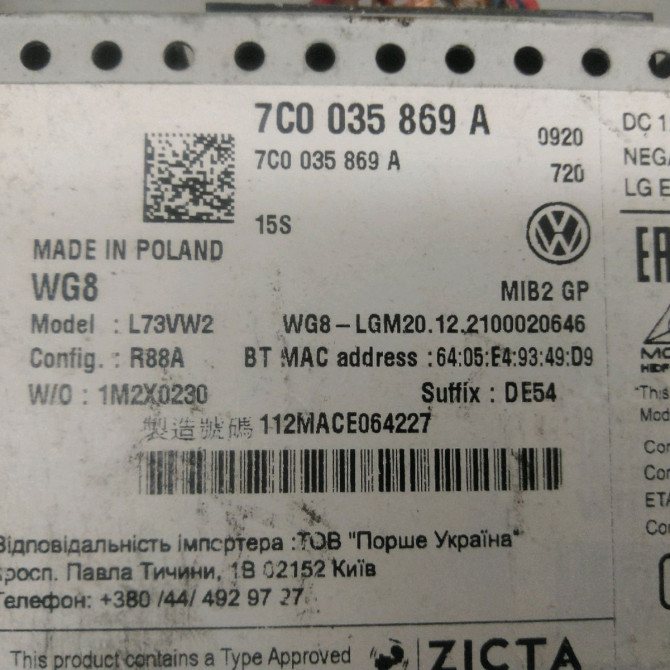 7C0 035 869 A
0920
7C0 035 869 A
720
15S
MADE IN POLAND
WG8
MIB2 GP
Model : L73VW2 WG8-LGM20.12.2100020646
Config. : R88A BT MAC address :64:05:E4:93:49:D9
W/O : 1M2X0230 Suffix : DE54
製造號碼 112MACE064227
Відповідальність імпортера :ТОВ "Порше Україна"
просп. Павла Тичини, 1В 02152 Київ
Телефон: +380 /44/ 492 97 27
This product contains a Type Approved
ZICTA
DC 1
LG E
"This